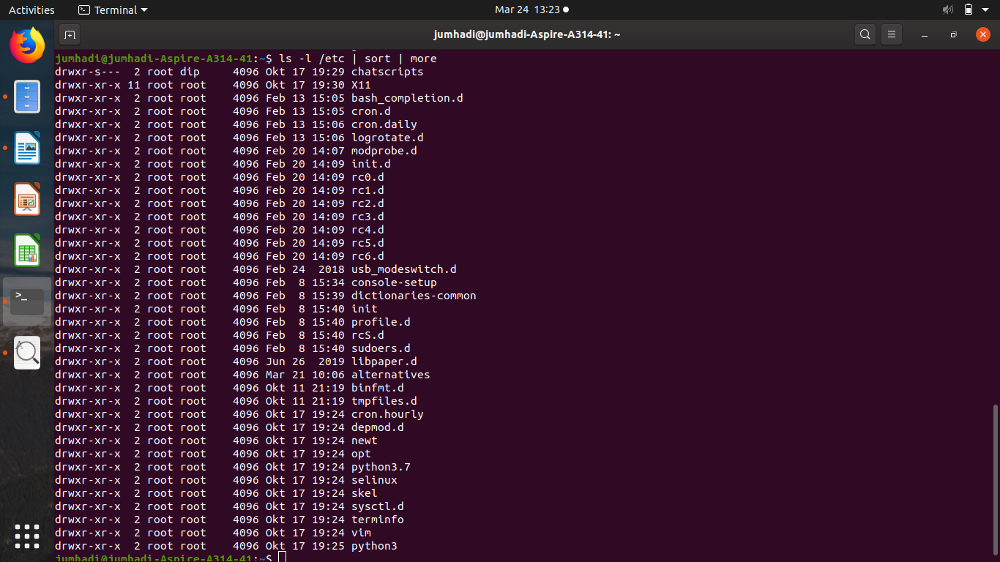 Activities Terminal Mar 24 13:23
jumhadi@jumhadi-Aspire-A314-41: ~
jumhadi@jumhadi-Aspire-A314-41:~$ ls -l /etc | sort | more
drwxr-s---  2 root dip     4096 Okt 17 19:29 chatscripts
drwxr-xr-x 11 root root    4096 Okt 17 19:30 X11
drwxr-xr-x  2 root root    4096 Feb 13 15:05 bash_completion.d
drwxr-xr-x  2 root root    4096 Feb 13 15:05 cron.d
drwxr-xr-x  2 root root    4096 Feb 13 15:06 cron.daily
drwxr-xr-x  2 root root    4096 Feb 13 15:06 logrotate.d
drwxr-xr-x  2 root root    4096 Feb 20 14:07 modprobe.d
drwxr-xr-x  2 root root    4096 Feb 20 14:09 init.d
drwxr-xr-x  2 root root    4096 Feb 20 14:09 rc0.d
drwxr-xr-x  2 root root    4096 Feb 20 14:09 rc1.d
drwxr-xr-x  2 root root    4096 Feb 20 14:09 rc2.d
drwxr-xr-x  2 root root    4096 Feb 20 14:09 rc3.d
drwxr-xr-x  2 root root    4096 Feb 20 14:09 rc4.d
drwxr-xr-x  2 root root    4096 Feb 20 14:09 rc5.d
drwxr-xr-x  2 root root    4096 Feb 20 14:09 rc6.d
drwxr-xr-x  2 root root    4096 Feb 24  2018 usb_modeswitch.d
drwxr-xr-x  2 root root    4096 Feb  8 15:34 console-setup
drwxr-xr-x  2 root root    4096 Feb  8 15:39 dictionaries-common
drwxr-xr-x  2 root root    4096 Feb  8 15:40 init
drwxr-xr-x  2 root root    4096 Feb  8 15:40 profile.d
drwxr-xr-x  2 root root    4096 Feb  8 15:40 rcS.d
drwxr-xr-x  2 root root    4096 Feb  8 15:40 sudoers.d
drwxr-xr-x  2 root root    4096 Jun 26  2019 libpaper.d
drwxr-xr-x  2 root root    4096 Mar 21 10:06 alternatives
drwxr-xr-x  2 root root    4096 Okt 11 21:19 binfmt.d
drwxr-xr-x  2 root root    4096 Okt 11 21:19 tmpfiles.d
drwxr-xr-x  2 root root    4096 Okt 17 19:24 cron.hourly
drwxr-xr-x  2 root root    4096 Okt 17 19:24 depmod.d
drwxr-xr-x  2 root root    4096 Okt 17 19:24 newt
drwxr-xr-x  2 root root    4096 Okt 17 19:24 opt
drwxr-xr-x  2 root root    4096 Okt 17 19:24 python3.7
drwxr-xr-x  2 root root    4096 Okt 17 19:24 selinux
drwxr-xr-x  2 root root    4096 Okt 17 19:24 skel
drwxr-xr-x  2 root root    4096 Okt 17 19:24 sysctl.d
drwxr-xr-x  2 root root    4096 Okt 17 19:24 terminfo
drwxr-xr-x  2 root root    4096 Okt 17 19:24 vim
drwxr-xr-x  2 root root    4096 Okt 17 19:25 python3
jumhadi@jumhadi-Aspire-A314-41:~$